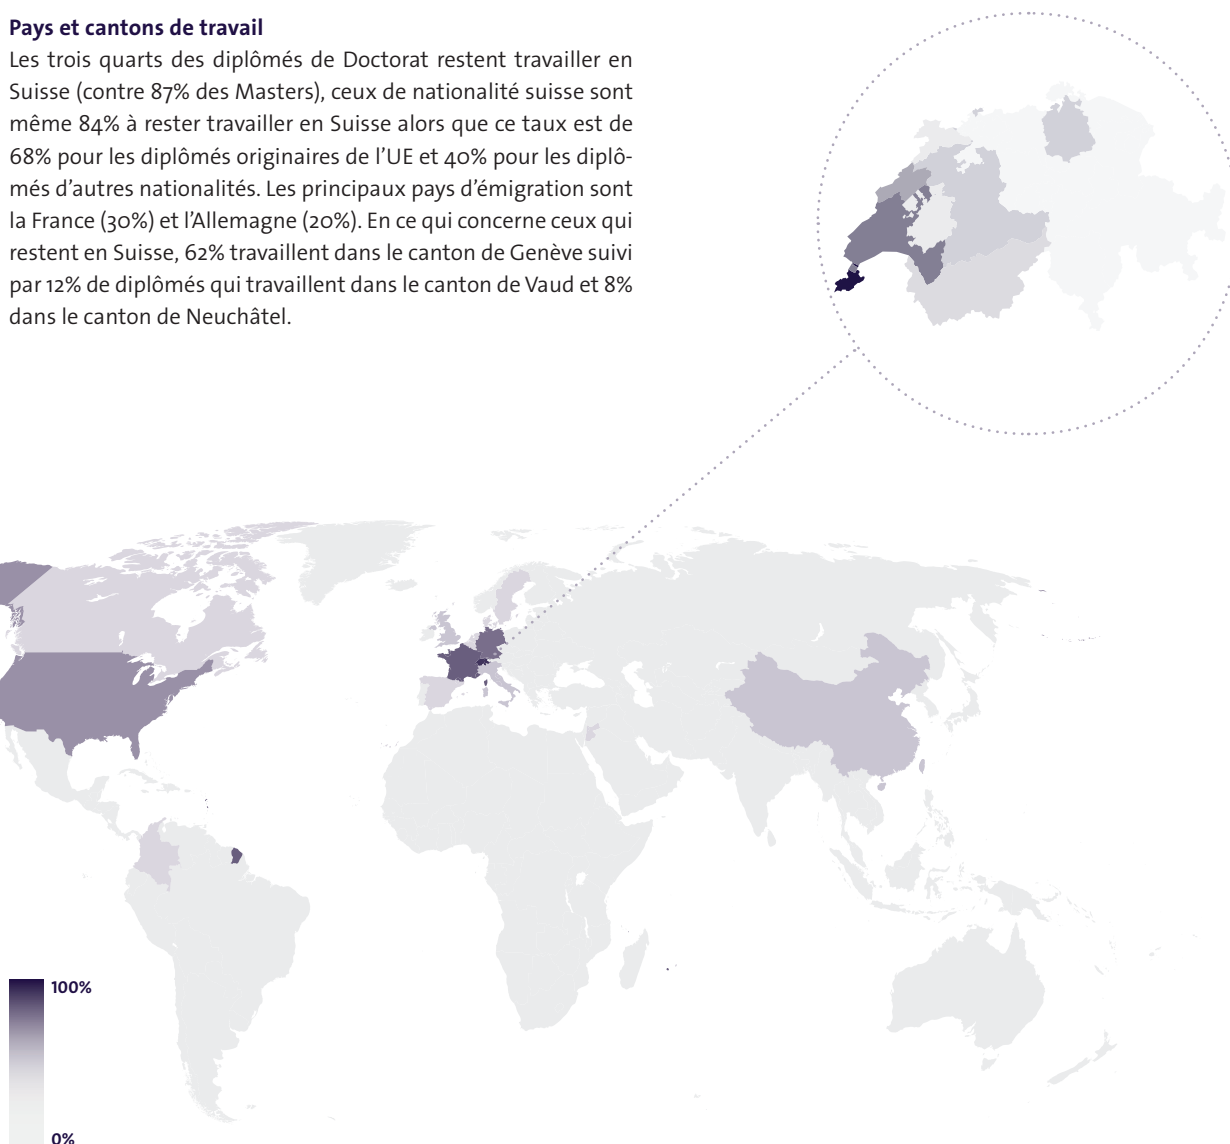 Pays et cantons de travail
Les trois quarts des diplômés de Doctorat restent travailler en
Suisse (contre 87% des Masters), ceux de nationalité suisse sont
même 84% à rester travailler en Suisse alors que ce taux est de
68% pour les diplômés originaires de l’UE et 40% pour les diplô-
més d’autres nationalités. Les principaux pays d’émigration sont
la France (30%) et l’Allemagne (20%). En ce qui concerne ceux qui
restent en Suisse, 62% travaillent dans le canton de Genève suivi
par 12% de diplômés qui travaillent dans le canton de Vaud et 8%
dans le canton de Neuchâtel.
100%
0%